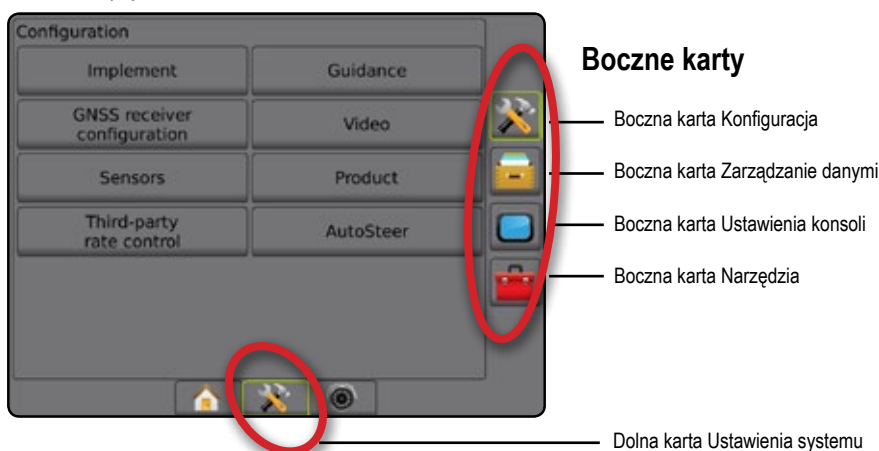 Configuration
Implement
Guidance
GNSS receiver
configuration
Video
Sensors
Product
Third-party
rate control
AutoSteer
Boczne karty
Boczna karta Konfiguracja
Boczna karta Zarządzanie danymi
Boczna karta Ustawienia konsoli
Boczna karta Narzędzia
Dolna karta Ustawienia systemu